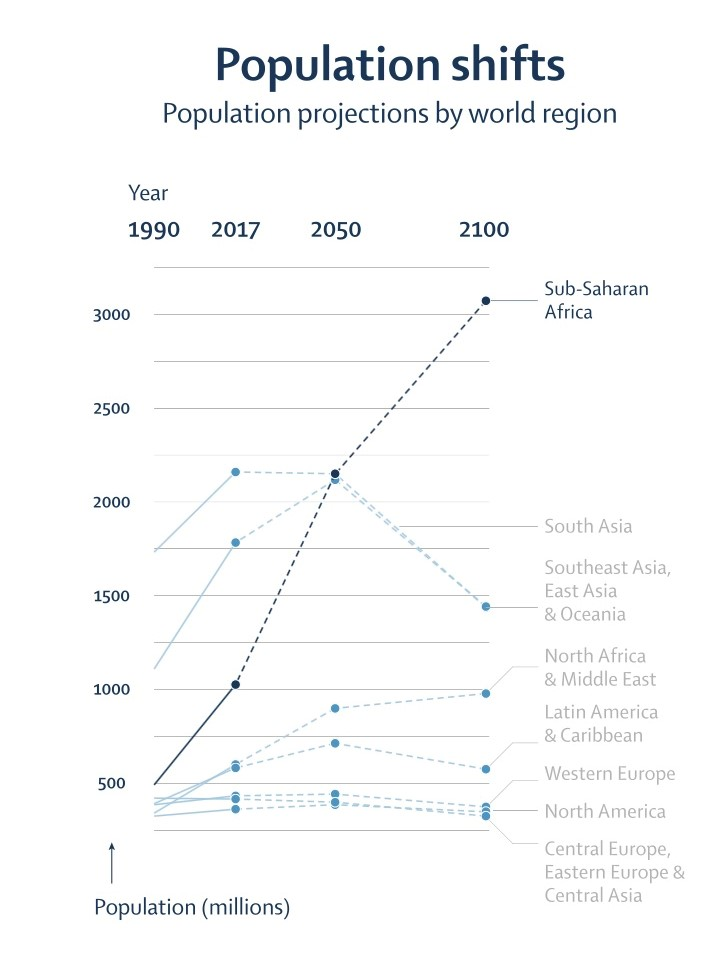 Population shifts
Population projections by world region
Year
1990 2017 2050 2100
3000
2500
2000
1500
1000
500
Sub-Saharan
Africa
South Asia
Southeast Asia,
East Asia
& Oceania
North Africa
& Middle East
Latin America
& Caribbean
Western Europe
North America
Central Europe,
Eastern Europe &
Central Asia
Population (millions)